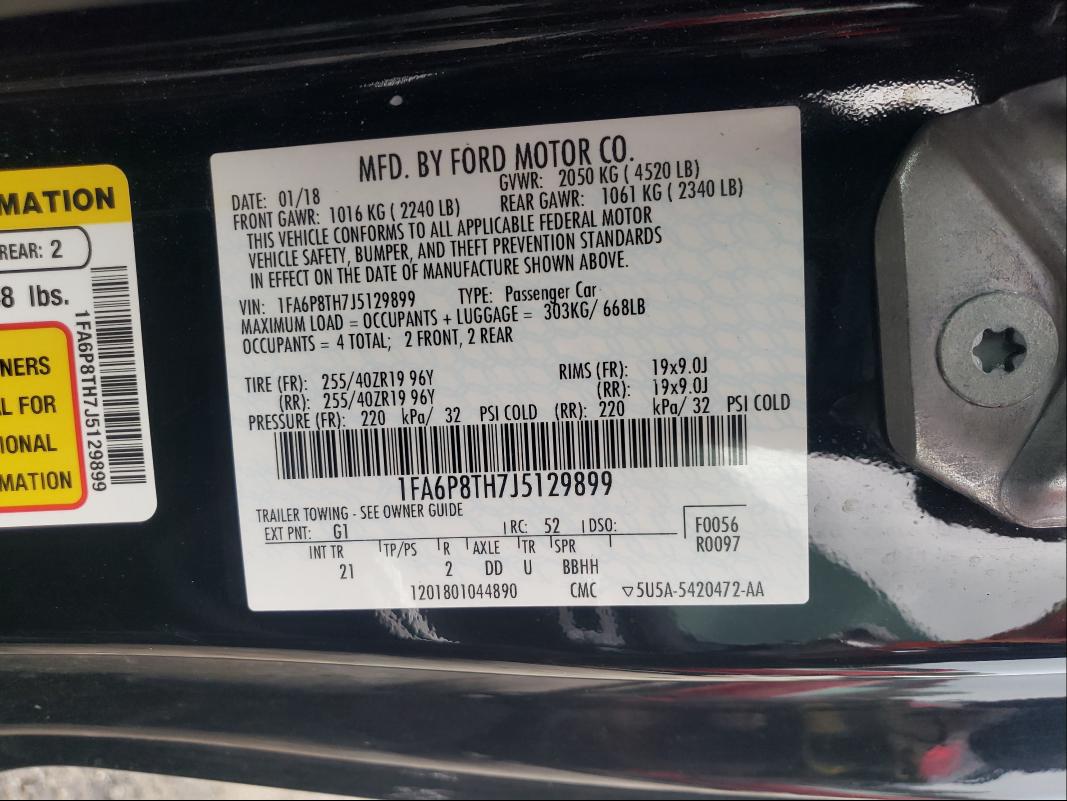 MATION
REAR: 2
8 lbs.
NERS
L FOR
IONAL
MATION
1FA6P8TH7J5129899
MFD. BY FORD MOTOR CO.
DATE: 01/18 GVWR: 2050 KG ( 4520 LB)
FRONT GAWR: 1016 KG ( 2240 LB) REAR GAWR: 1061 KG ( 2340 LB)
THIS VEHICLE CONFORMS TO ALL APPLICABLE FEDERAL MOTOR
VEHICLE SAFETY, BUMPER, AND THEFT PREVENTION STANDARDS
IN EFFECT ON THE DATE OF MANUFACTURE SHOWN ABOVE.
VIN: 1FA6P8TH7J5129899 TYPE: Passenger Car
MAXIMUM LOAD = OCCUPANTS + LUGGAGE = 303KG/ 668LB
OCCUPANTS = 4 TOTAL; 2 FRONT, 2 REAR
TIRE (FR): 255/40ZR19 96Y RIMS (FR): 19x9.0J
(RR): 255/40ZR19 96Y (RR): 19x9.0J
PRESSURE (FR): 220 kPa/ 32 PSI COLD (RR): 220 kPa/ 32 PSI COLD
1FA6P8TH7J5129899
TRAILER TOWING - SEE OWNER GUIDE
EXT PNT: G1 RC: 52 DSO: F0056
R0097
INT TR TP/PS R AXLE TR SPR
21 2 DD U BBHH
1201801044890 CMC ▽5U5A-5420472-AA